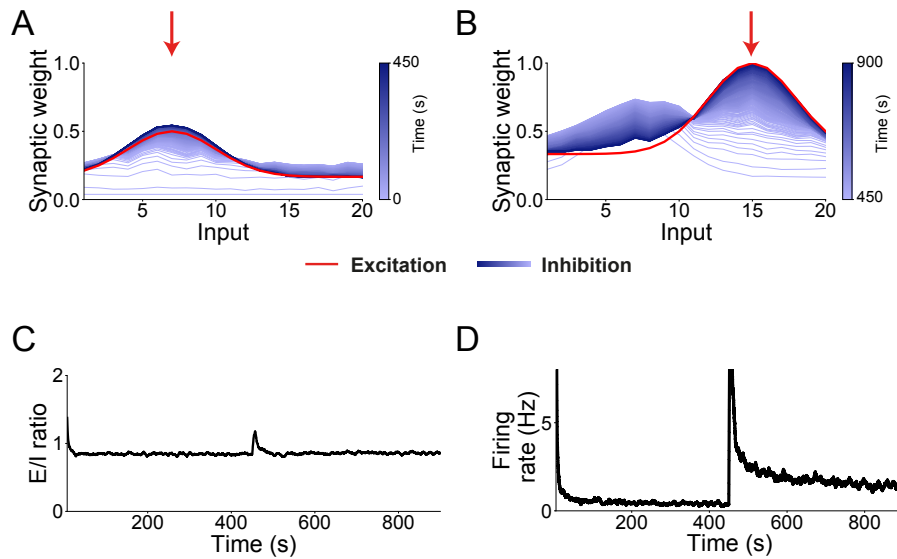 A
Synaptic weight
1.0
0.5
0.0
5
10
15
20
Input
450
0
Time (s)
B
Synaptic weight
1.0
0.5
0.0
5
10
15
20
Input
900
450
Time (s)
Excitation
Inhibition
C
E/I ratio
2
1
0
200
400
600
800
Time (s)
D
Firing
rate (Hz)
5
0
200
400
600
800
Time (s)